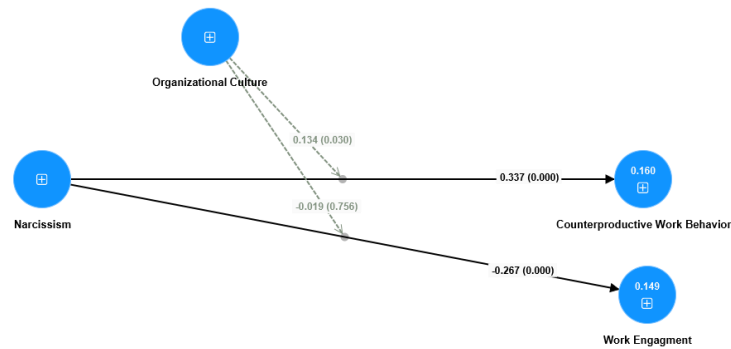 Organizational Culture
0.134 (0.030)
0.337 (0.000)
0.160
Narcissism
-0.019 (0.756)
Counterproductive Work Behavior
-0.267 (0.000)
0.149
Work Engagment